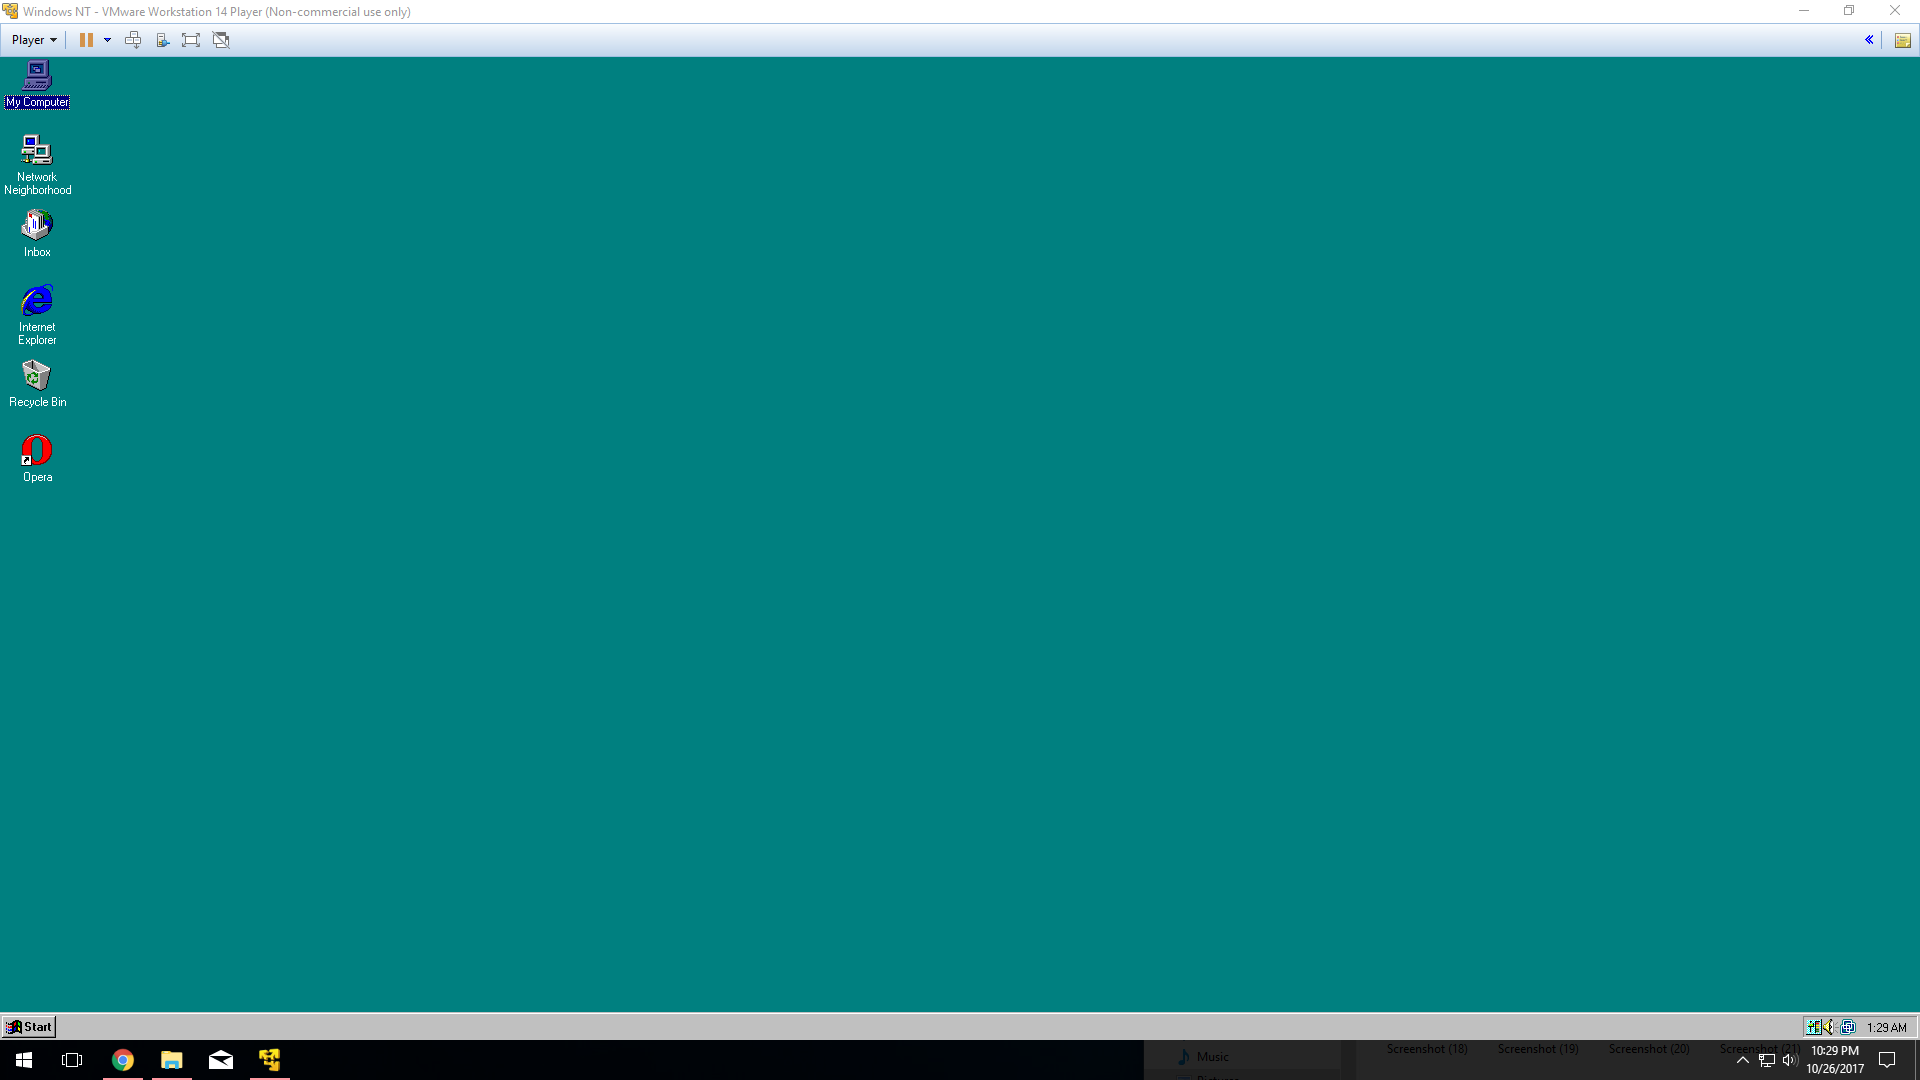 Windows NT - VMware Workstation 14 Player (Non-commercial use only)
Player
My Computer
Network
Neighborhood
Inbox
Internet
Explorer
Recycle Bin
Opera
Start
1:29 AM
Music
Screenshot (18)
Screenshot (19)
Screenshot (20)
Screenshot (21)
10:29 PM
10/26/2017